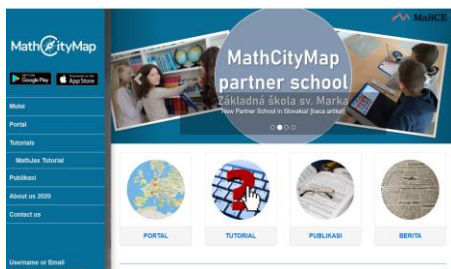 MathCityMap
GET IT ON
Google Play
Download on the
App Store
Mulai
Portal
Tutorials
MathJax Tutorial
Publikasi
About us 2020
Contact us
Username or Email
MaSCE
MathCityMap
partner school
Základná škola sv. Marka
New Partner School in Slovakia! (baca artikel)
PORTAL
TUTORIAL
PUBLIKASI
BERITA